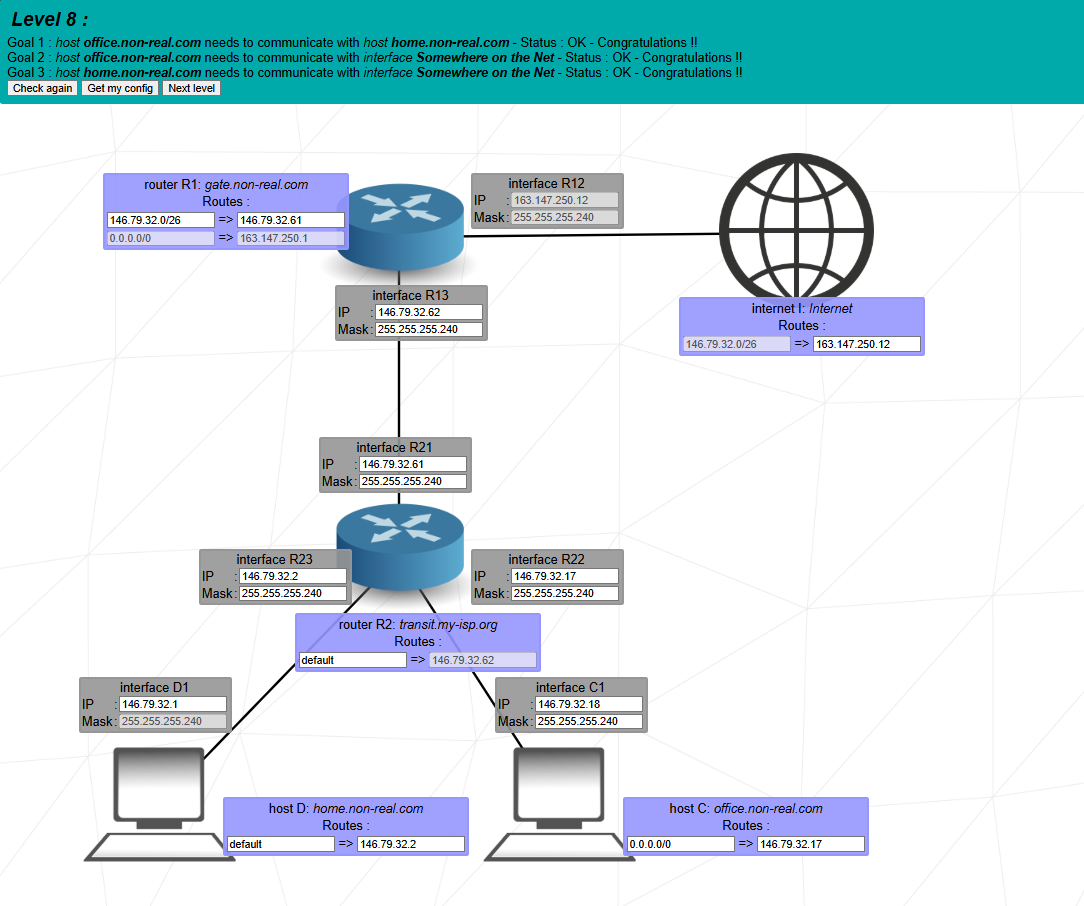 Level 8 :
Goal 1 : host office.non-real.com needs to communicate with host home.non-real.com - Status : OK - Congratulations !!
Goal 2 : host office.non-real.com needs to communicate with interface Somewhere on the Net - Status : OK - Congratulations !!
Goal 3 : host home.non-real.com needs to communicate with interface Somewhere on the Net - Status : OK - Congratulations !!
Check again Get my config Next level
router R1: gate.non-real.com
Routes :
146.79.32.0/26 => 146.79.32.61
0.0.0.0/0 => 163.147.250.1
interface R12
IP : 163.147.250.12
Mask : 255.255.255.240
interface R13
IP : 146.79.32.62
Mask : 255.255.255.240
internet I: Internet
Routes :
146.79.32.0/26 => 163.147.250.12
interface R21
IP : 146.79.32.61
Mask : 255.255.255.240
interface R23
IP : 146.79.32.2
Mask : 255.255.255.240
interface R22
IP : 146.79.32.17
Mask : 255.255.255.240
router R2: transit.my-isp.org
Routes :
default => 146.79.32.62
interface D1
IP : 146.79.32.1
Mask : 255.255.255.240
interface C1
IP : 146.79.32.18
Mask : 255.255.255.240
host D: home.non-real.com
Routes :
default => 146.79.32.2
host C: office.non-real.com
Routes :
0.0.0.0/0 => 146.79.32.17